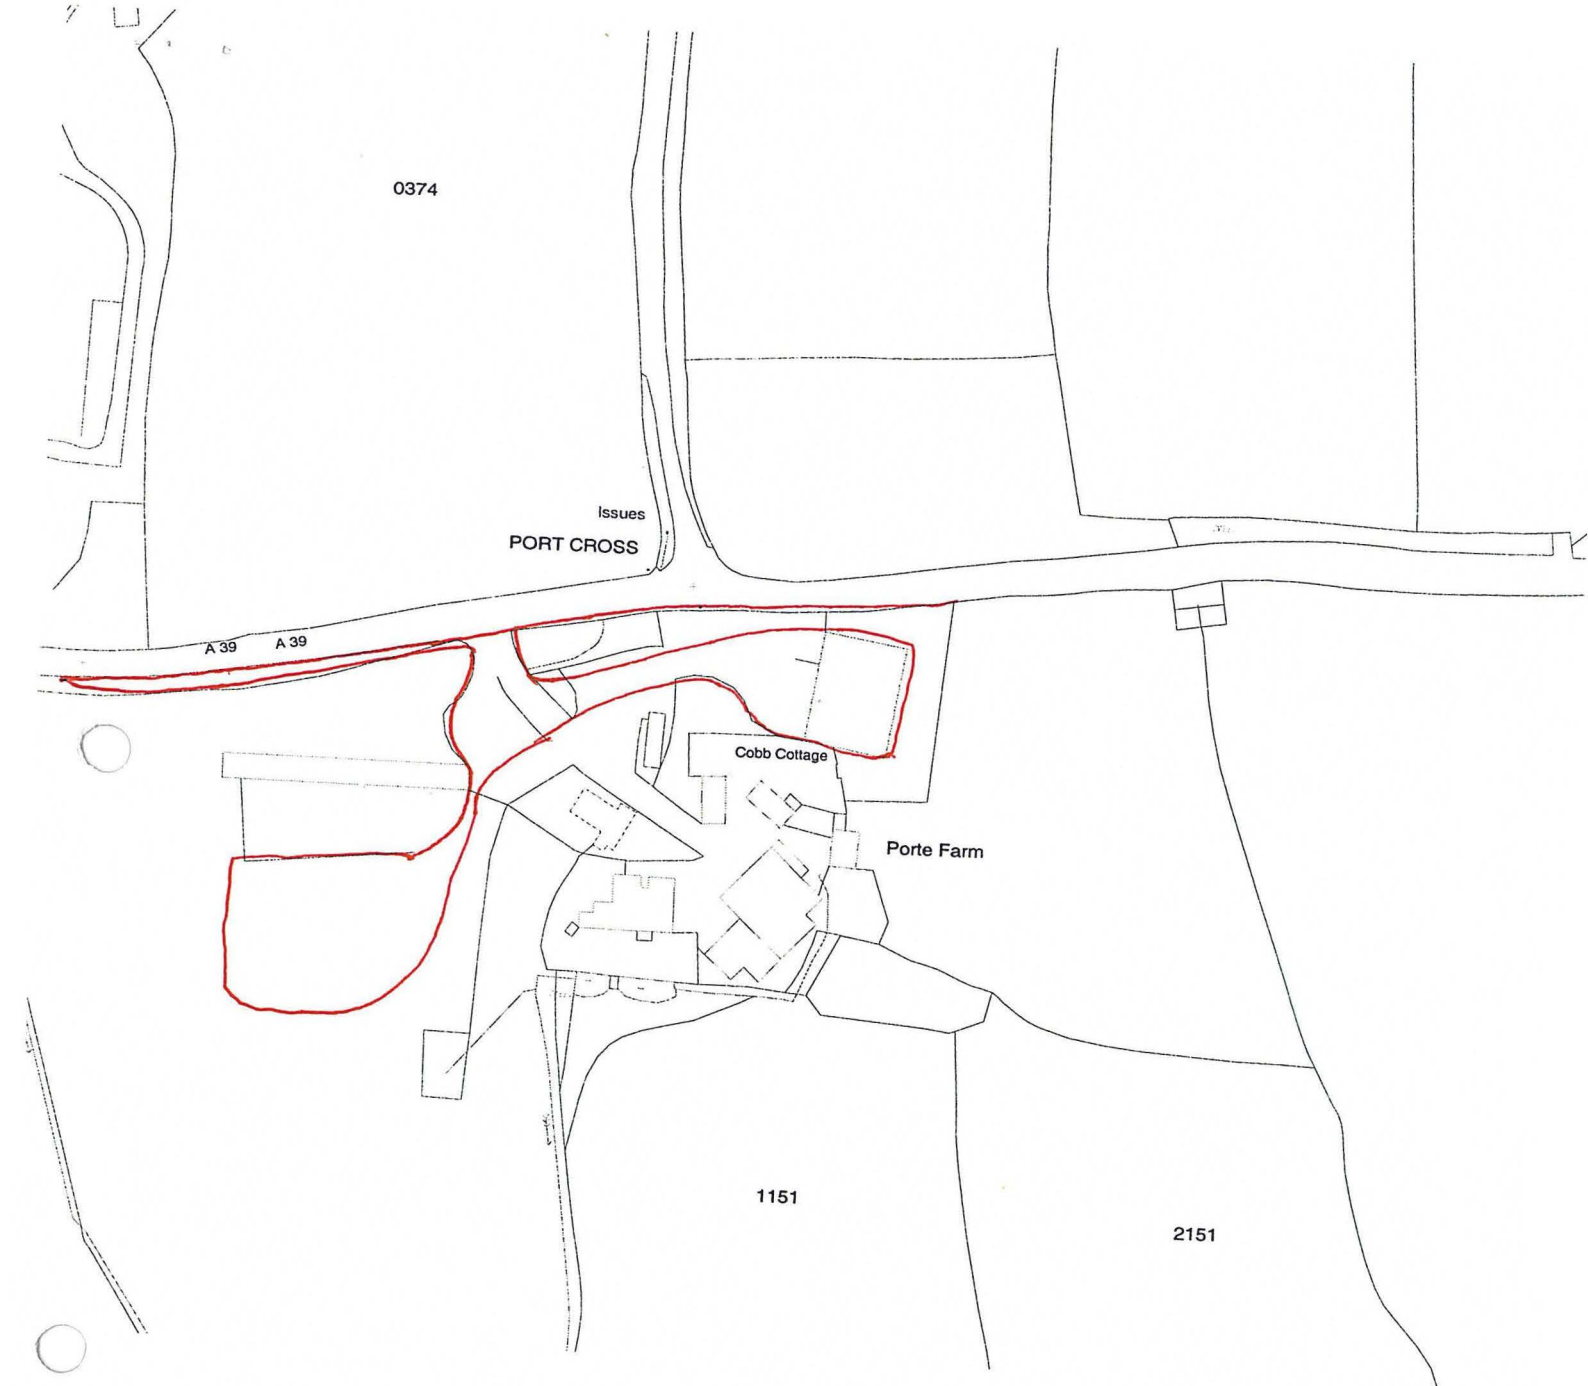 0374
Issues
PORT CROSS
A 39
A 39
Cobb Cottage
Porte Farm
1151
2151